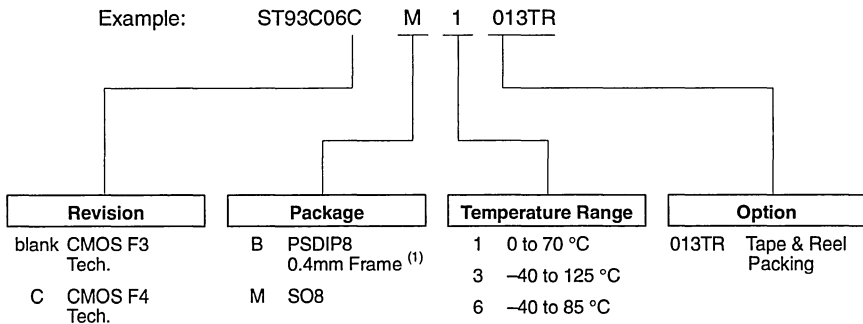 Example: ST93C06C M 1 013TR
Revision
blank CMOS F3
Tech.
C CMOS F4
Tech.
Package
B PSDIP8
0.4mm Frame (1)
M SO8
Temperature Range
1 0 to 70 °C
3 –40 to 125 °C
6 –40 to 85 °C
Option
013TR Tape & Reel
Packing